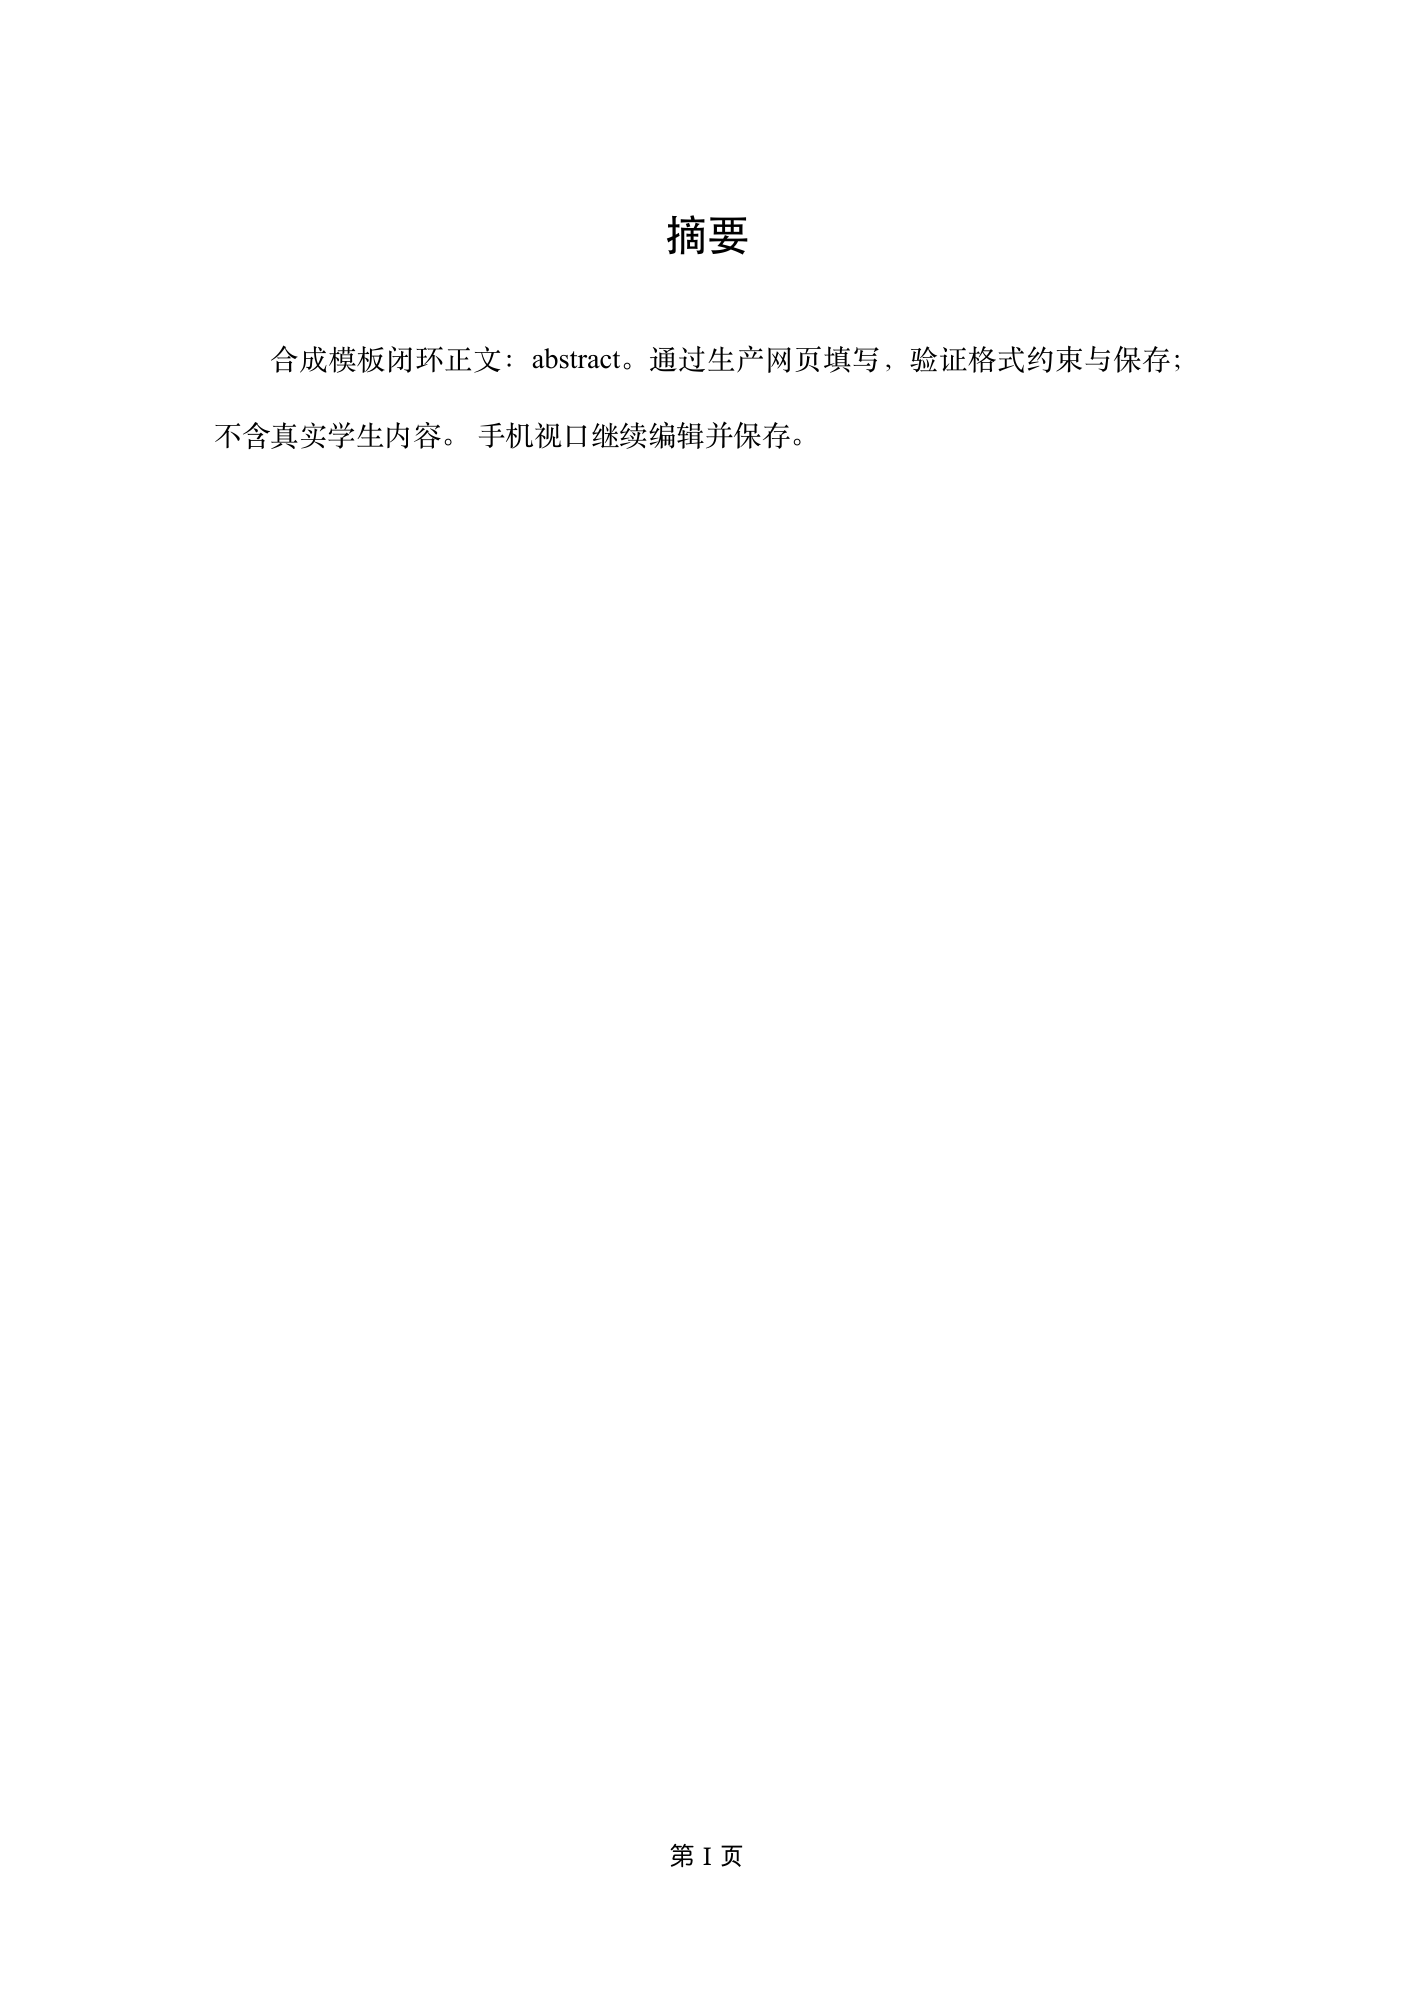 摘要
合成模板闭环正文：abstract。通过生产网页填写，验证格式约束与保存；
不含真实学生内容。 手机视口继续编辑并保存。
第 I 页